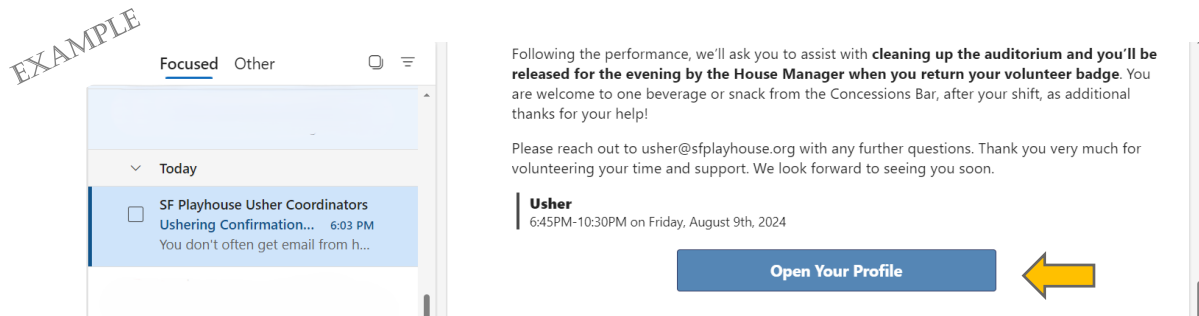 EXAMPLE
Focused Other
Today
SF Playhouse Usher Coordinators
Ushering Confirmation... 6:03 PM
You don't often get email from h...
Following the performance, we'll ask you to assist with cleaning up the auditorium and you'll be
released for the evening by the House Manager when you return your volunteer badge. You
are welcome to one beverage or snack from the Concessions Bar, after your shift, as additional
thanks for your help!
Please reach out to usher@sfplayhouse.org with any further questions. Thank you very much for
volunteering your time and support. We look forward to seeing you soon.
Usher
6:45PM-10:30PM on Friday, August 9th, 2024
Open Your Profile